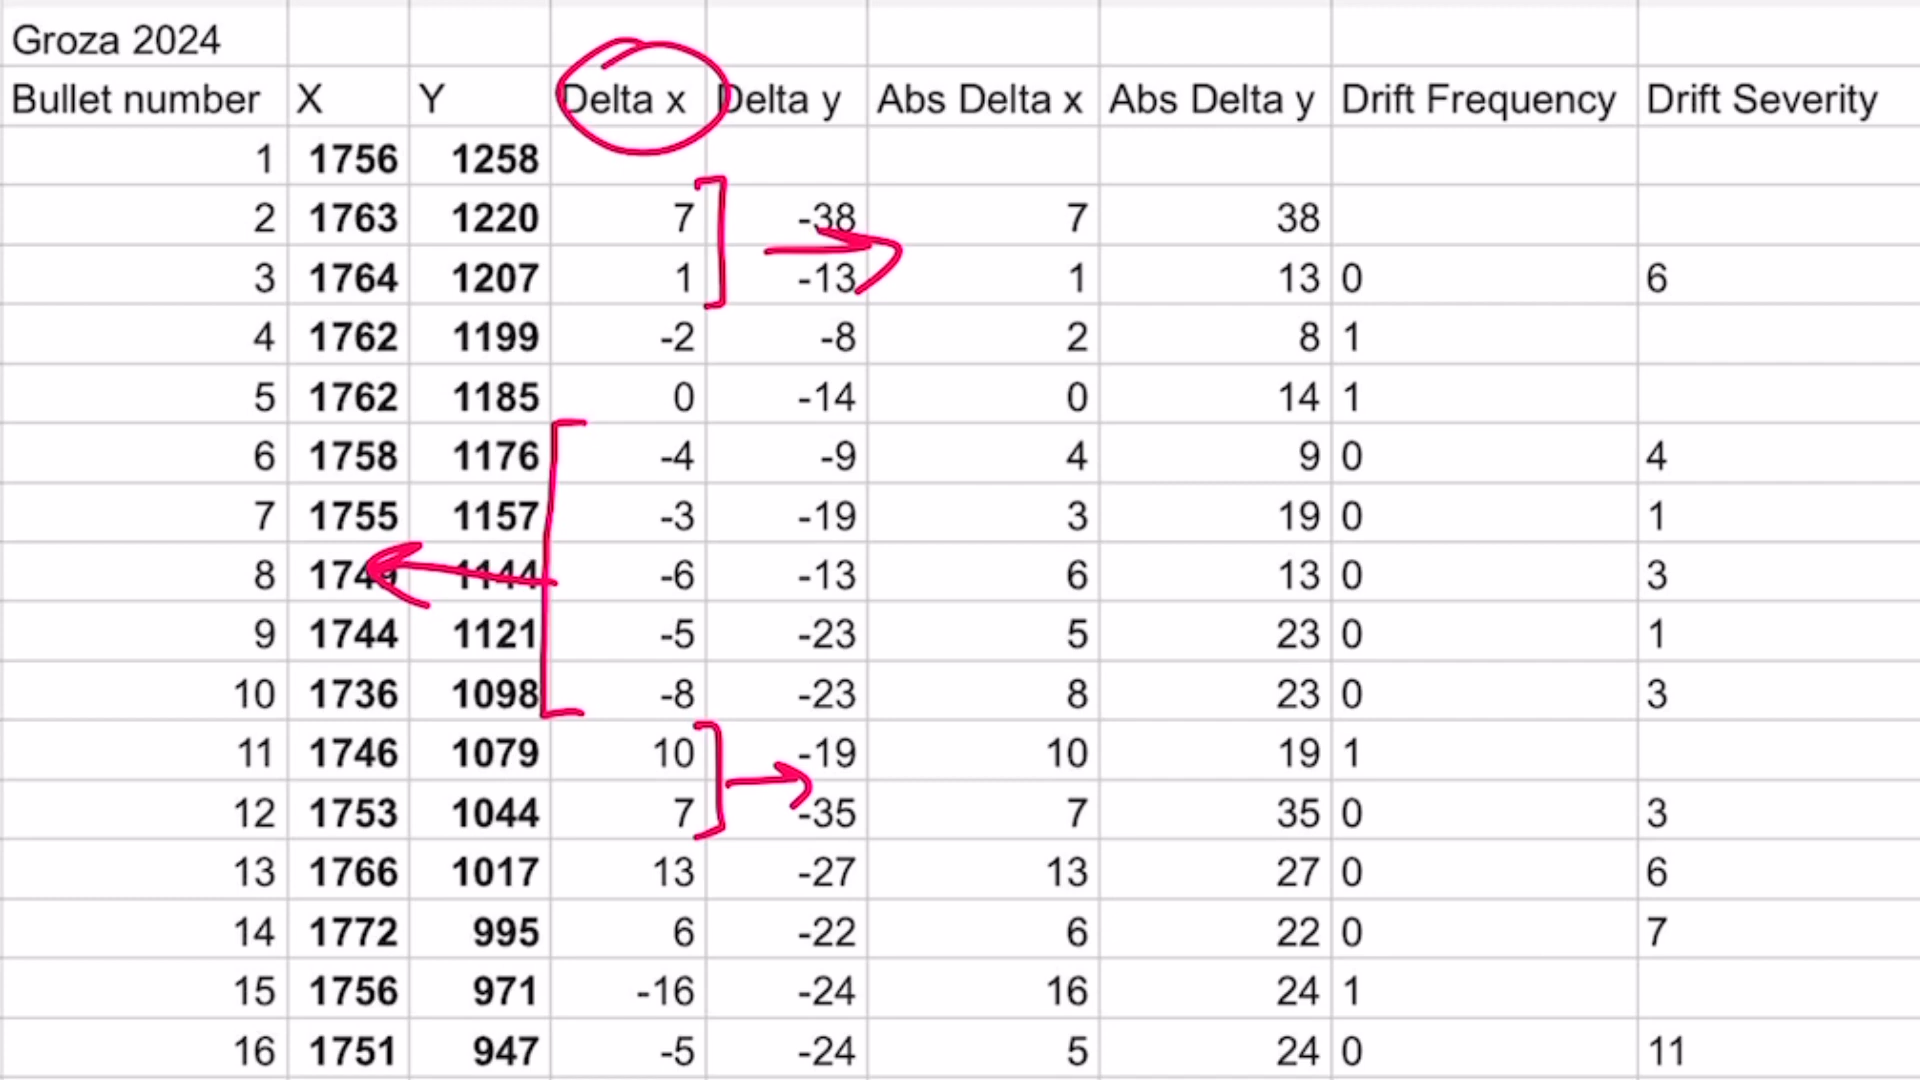 Groza 2024
Bullet number X Y Delta x Delta y Abs Delta x Abs Delta y Drift Frequency Drift Severity
1 1756 1258
2 1763 1220 7 -38 7 38
3 1764 1207 1 -13 1 13 0 6
4 1762 1199 -2 -8 2 8 1
5 1762 1185 0 -14 0 14 1
6 1758 1176 -4 -9 4 9 0 4
7 1755 1157 -3 -19 3 19 0 1
8 1749 1144 -6 -13 6 13 0 3
9 1744 1121 -5 -23 5 23 0 1
10 1736 1098 -8 -23 8 23 0 3
11 1746 1079 10 -19 10 19 1
12 1753 1044 7 -35 7 35 0 3
13 1766 1017 13 -27 13 27 0 6
14 1772 995 6 -22 6 22 0 7
15 1756 971 -16 -24 16 24 1
16 1751 947 -5 -24 5 24 0 11